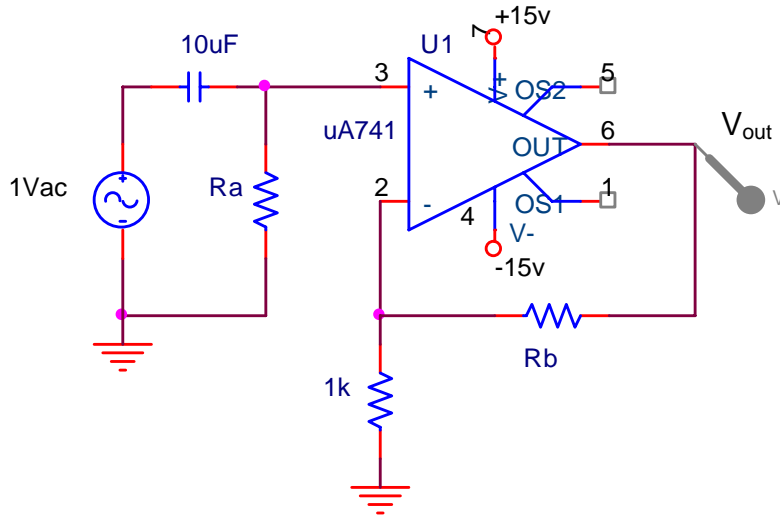 +15v
7
U1
10uF
3
+
V+
OS2
5
uA741
OUT
6
Vout
V
1Vac
Ra
2
-
4
OS1
1
V-
-15v
Rb
1k